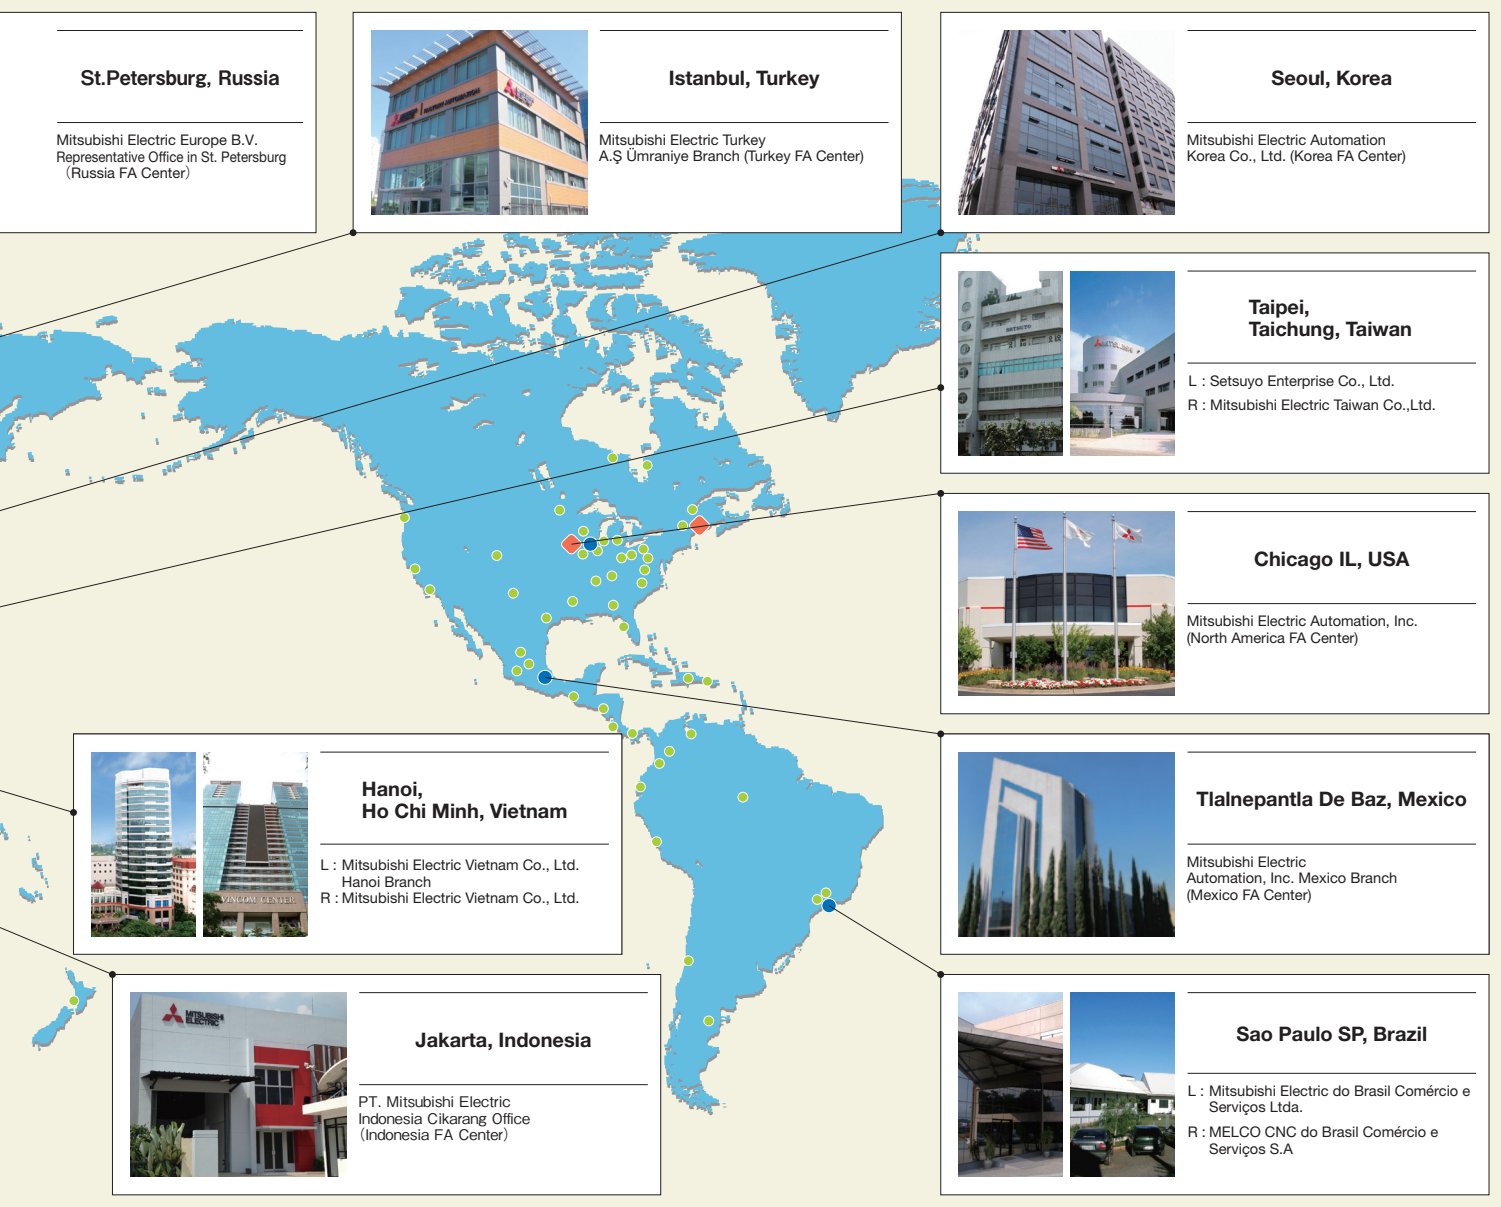 St.Petersburg, Russia
Mitsubishi Electric Europe B.V.
Representative Office in St. Petersburg
(Russia FA Center)
Istanbul, Turkey
Mitsubishi Electric Turkey
A.Ş Ümraniye Branch (Turkey FA Center)
Seoul, Korea
Mitsubishi Electric Automation
Korea Co., Ltd. (Korea FA Center)
SETSUYO
Taipei,
Taichung, Taiwan
L : Setsuyo Enterprise Co., Ltd.
R : Mitsubishi Electric Taiwan Co.,Ltd.
Chicago IL, USA
Mitsubishi Electric Automation, Inc.
(North America FA Center)
VINCOM CENTER
Hanoi,
Ho Chi Minh, Vietnam
L : Mitsubishi Electric Vietnam Co., Ltd.
Hanoi Branch
R : Mitsubishi Electric Vietnam Co., Ltd.
Tlalnepantla De Baz, Mexico
Mitsubishi Electric
Automation, Inc. Mexico Branch
(Mexico FA Center)
MITSUBISHI
ELECTRIC
Jakarta, Indonesia
PT. Mitsubishi Electric
Indonesia Cikarang Office
(Indonesia FA Center)
Sao Paulo SP, Brazil
L : Mitsubishi Electric do Brasil Comércio e
Serviços Ltda.
R : MELCO CNC do Brasil Comércio e
Serviços S.A